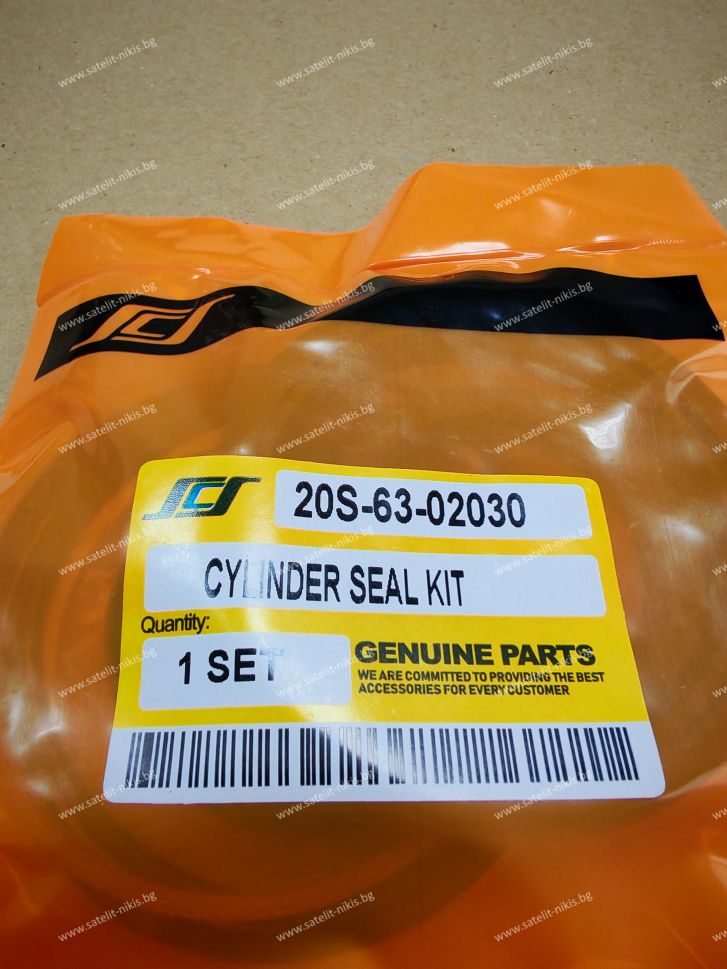 SCS
SCS
20S-63-02030
CYLINDER SEAL KIT
Quantity:
1 SET
GENUINE PARTS
WE ARE COMMITTED TO PROVIDING THE BEST
ACCESSORIES FOR EVERY CUSTOMER
www.satelit-nikis.bg